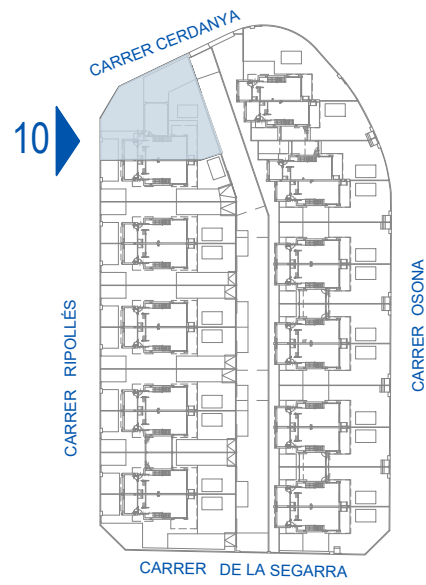 CARRER CERDANYA
10
CARRER RIPOLLÉS
CARRER OSONA
CARRER DE LA SEGARRA